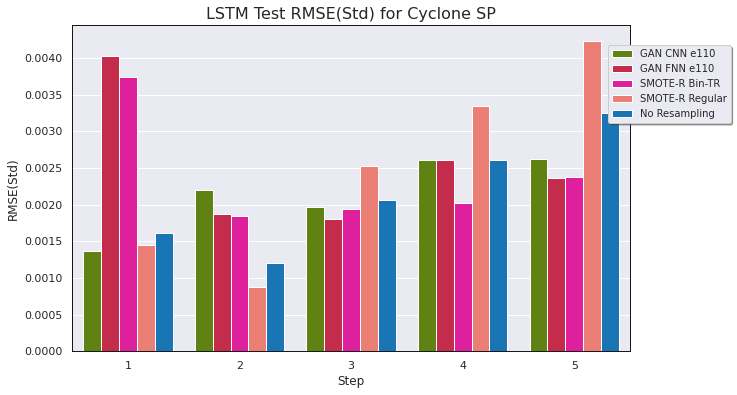 LSTM Test RMSE(Std) for Cyclone SP
0.0040
0.0035
0.0030
0.0025
0.0020
0.0015
0.0010
0.0005
0.0000
RMSE(Std)
1 2 3 4 5
Step
GAN CNN e110
GAN FNN e110
SMOTE-R Bin-TR
SMOTE-R Regular
No Resampling